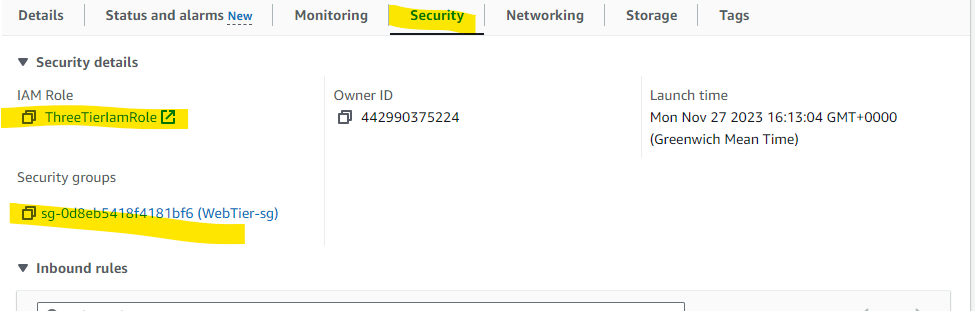 Details Status and alarms New Monitoring Security Networking Storage Tags
Security details
IAM Role Owner ID Launch time
ThreeTierIamRole 442990375224 Mon Nov 27 2023 16:13:04 GMT+0000
(Greenwich Mean Time)
Security groups
sg-0d8eb5418f4181bf6 (WebTier-sg)
Inbound rules